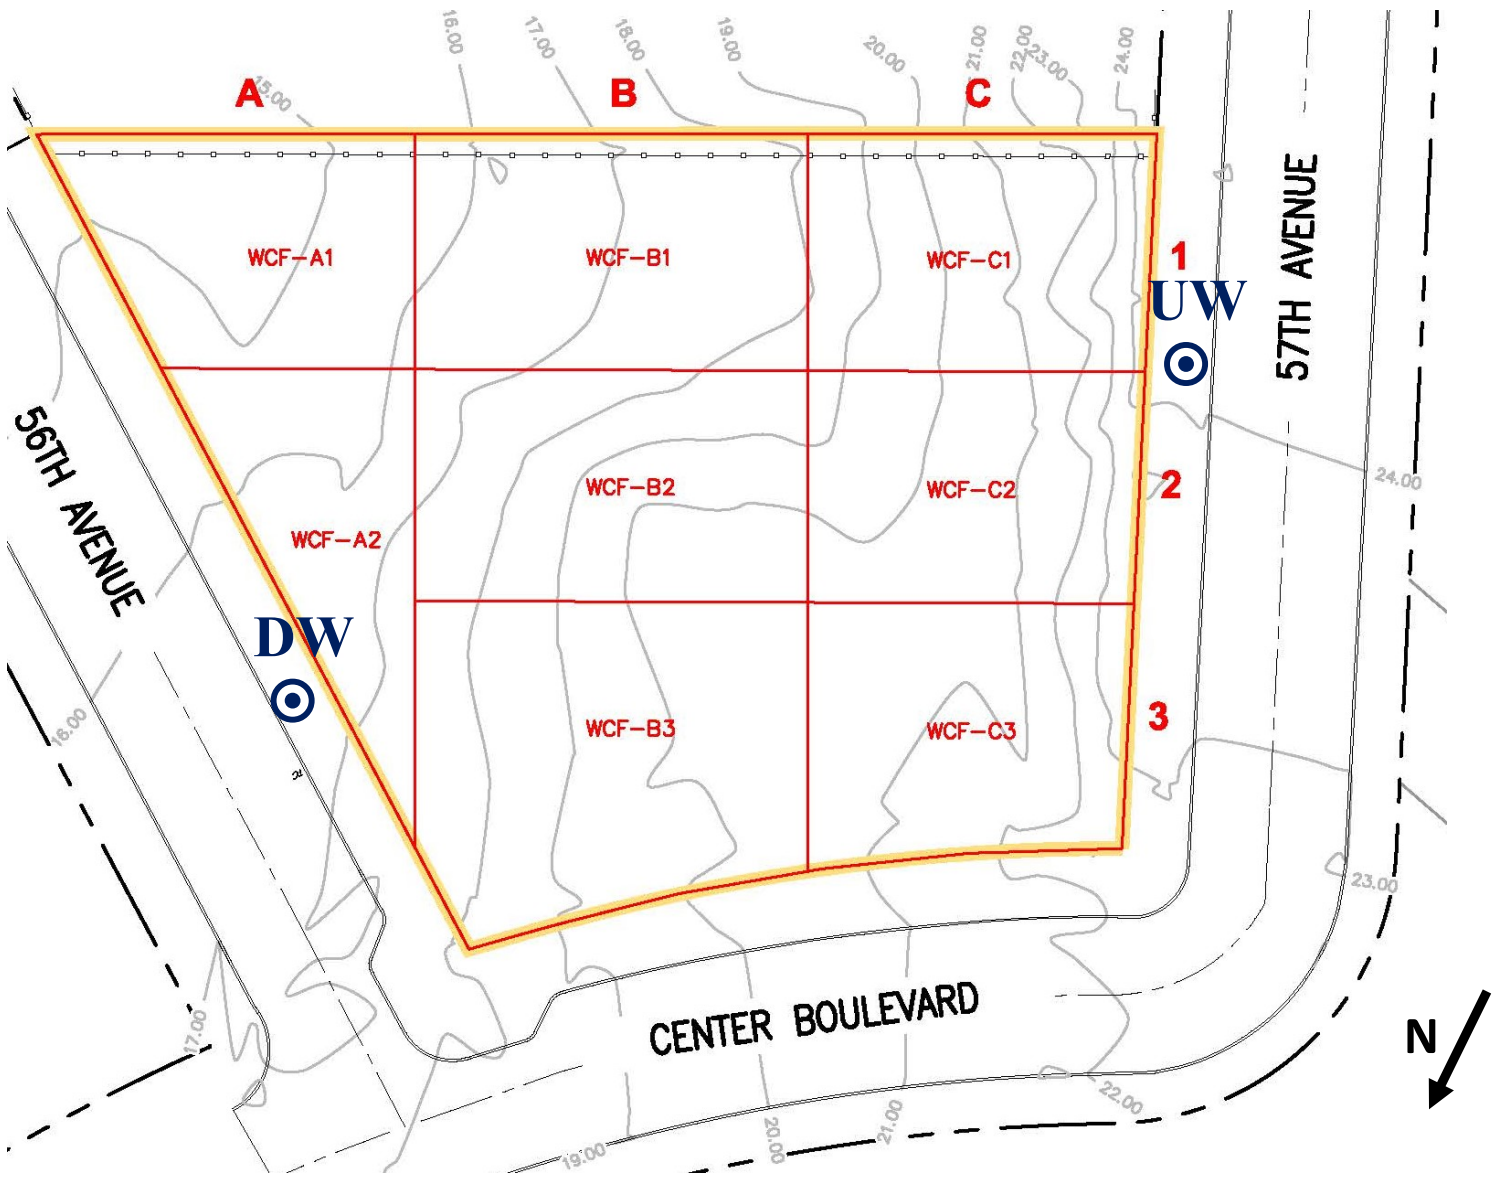 16.00
17.00
18.00
19.00
20.00
21.00
22.00
23.00
24.00
A
15.00
B
C
57TH AVENUE
WCF-A1
WCF-B1
WCF-C1
1
UW
56TH AVENUE
WCF-B2
WCF-C2
2
24.00
WCF-A2
DW
16.00
WCF-B3
WCF-C3
3
23.00
17.00
CENTER BOULEVARD
N
22.00
21.00
20.00
19.00